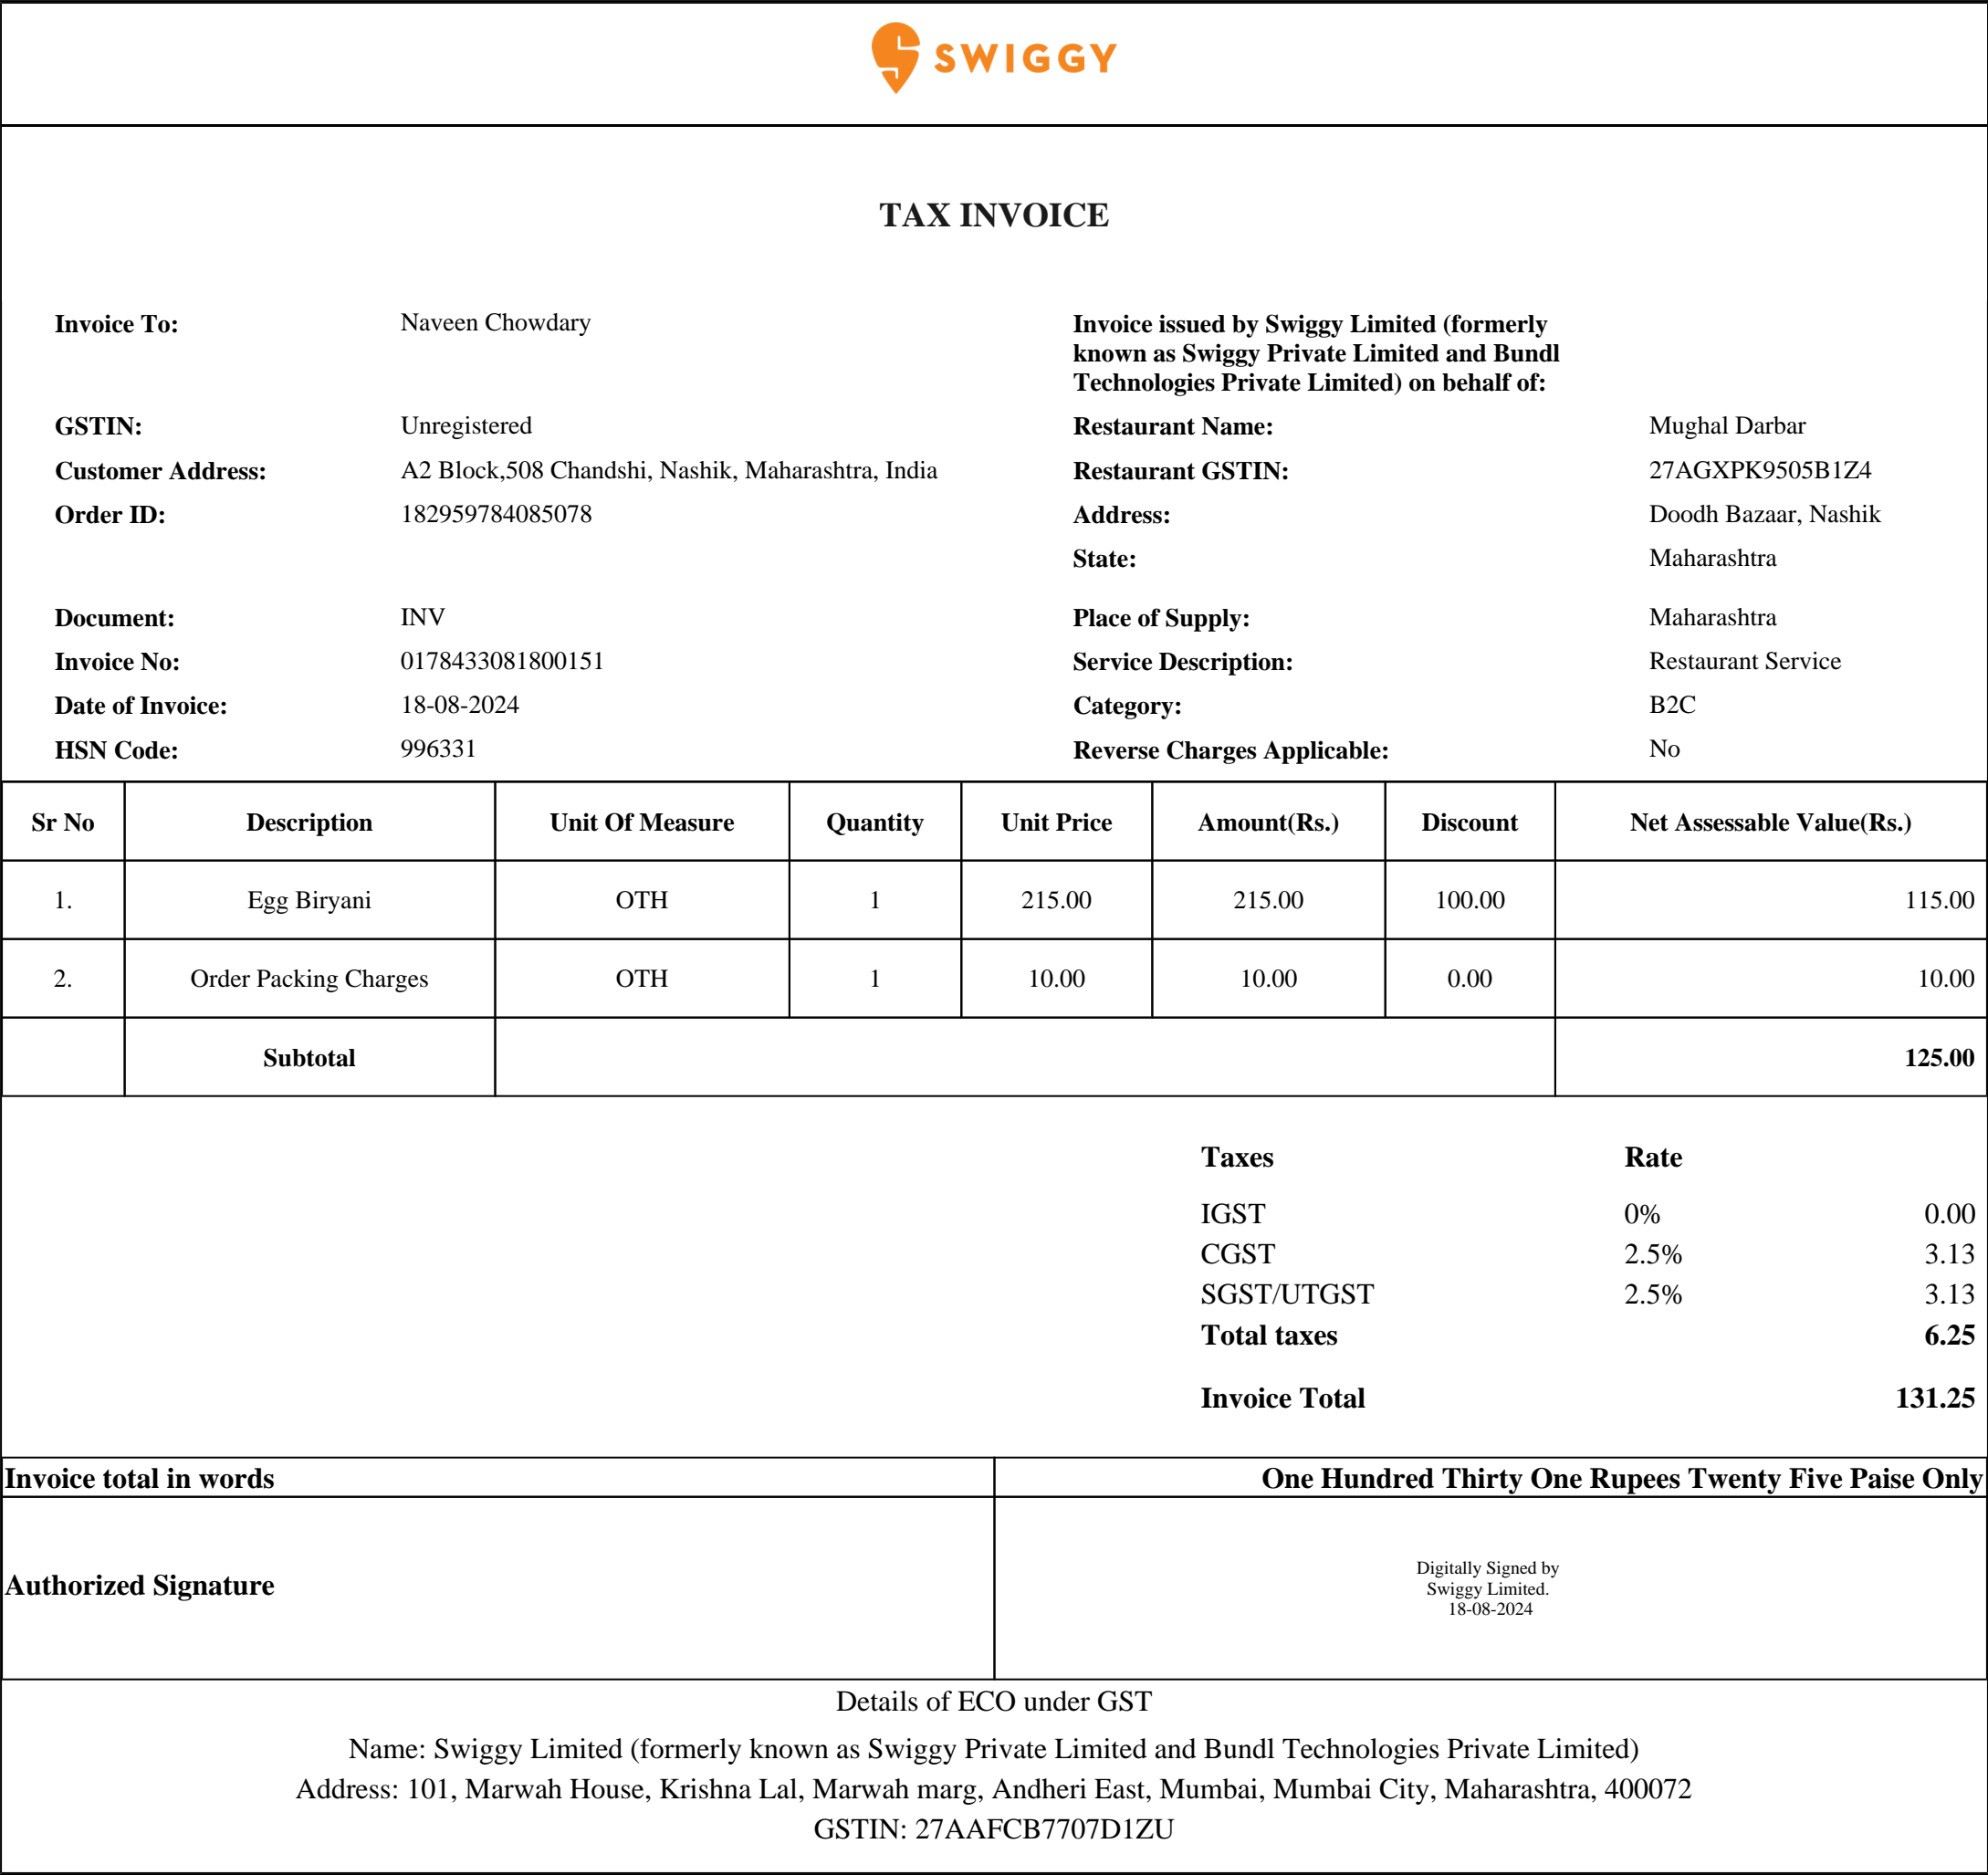 SWIGGY
TAX INVOICE
Invoice To: Naveen Chowdary
Invoice issued by Swiggy Limited (formerly
known as Swiggy Private Limited and Bundl
Technologies Private Limited) on behalf of:
GSTIN: Unregistered Restaurant Name: Mughal Darbar
Customer Address: A2 Block,508 Chandshi, Nashik, Maharashtra, India Restaurant GSTIN: 27AGXPK9505B1Z4
Order ID: 182959784085078 Address: Doodh Bazaar, Nashik
State: Maharashtra
Document: INV Place of Supply: Maharashtra
Invoice No: 0178433081800151 Service Description: Restaurant Service
Date of Invoice: 18-08-2024 Category: B2C
HSN Code: 996331 Reverse Charges Applicable: No
Sr No Description Unit Of Measure Quantity Unit Price Amount(Rs.) Discount Net Assessable Value(Rs.)
1. Egg Biryani OTH 1 215.00 215.00 100.00 115.00
2. Order Packing Charges OTH 1 10.00 10.00 0.00 10.00
Subtotal 125.00
Taxes Rate
IGST 0% 0.00
CGST 2.5% 3.13
SGST/UTGST 2.5% 3.13
Total taxes 6.25
Invoice Total 131.25
Invoice total in words One Hundred Thirty One Rupees Twenty Five Paise Only
Authorized Signature
Digitally Signed by
Swiggy Limited.
18-08-2024
Details of ECO under GST
Name: Swiggy Limited (formerly known as Swiggy Private Limited and Bundl Technologies Private Limited)
Address: 101, Marwah House, Krishna Lal, Marwah marg, Andheri East, Mumbai, Mumbai City, Maharashtra, 400072
GSTIN: 27AAFCB7707D1ZU